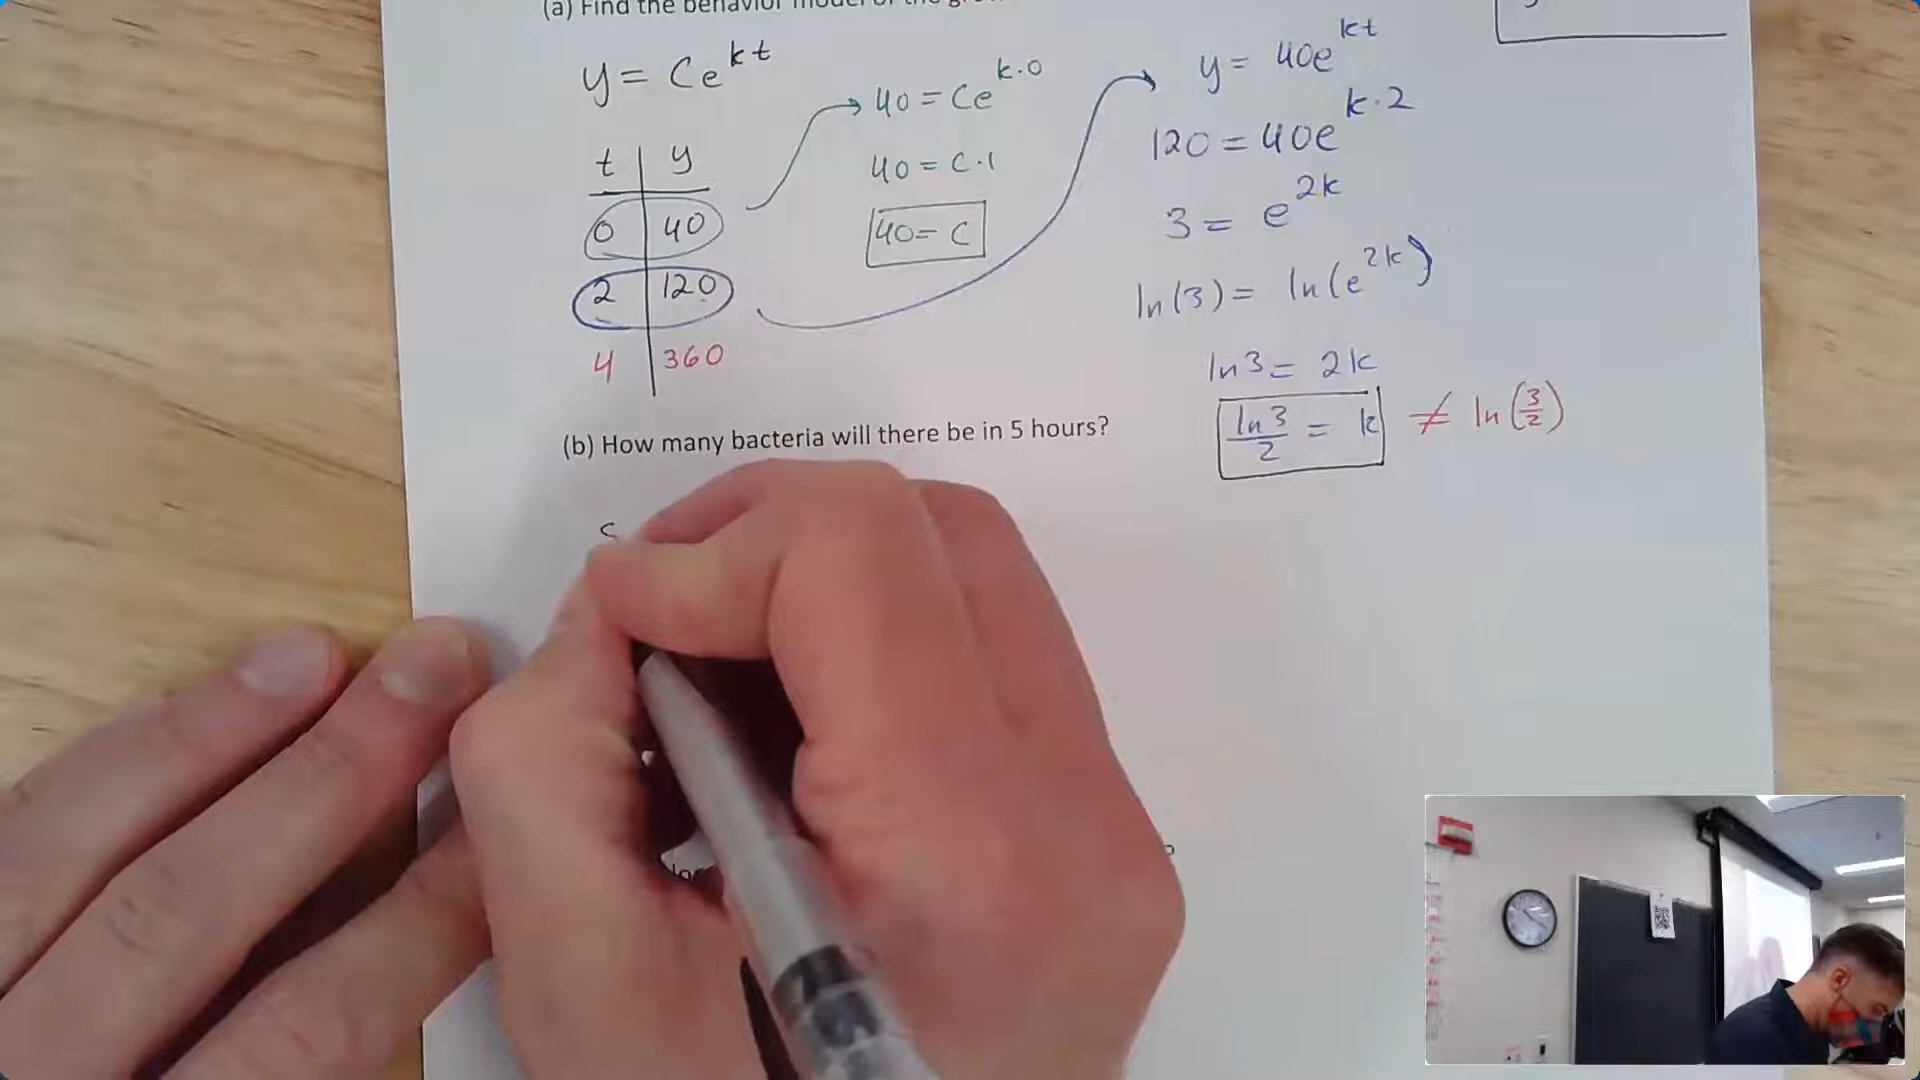 (a) Find the behavior model of the
y = Ce^{kt}
t | y
0 | 40
2 | 120
4 | 360
40 = Ce^{k·0}
40 = C·1
40 = C
y = 40e^{kt}
120 = 40e^{k·2}
3 = e^{2k}
ln(3) = ln(e^{2k})
ln3 = 2k
\frac{ln3}{2} = k ≠ ln(\frac{3}{2})
(b) How many bacteria will there be in 5 hours?